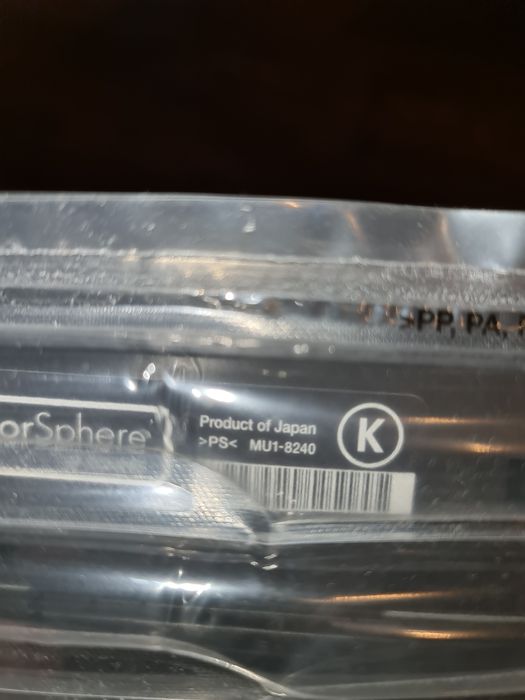 >PP, PA,
orSphere
Product of Japan
>PS< MU1-8240
K